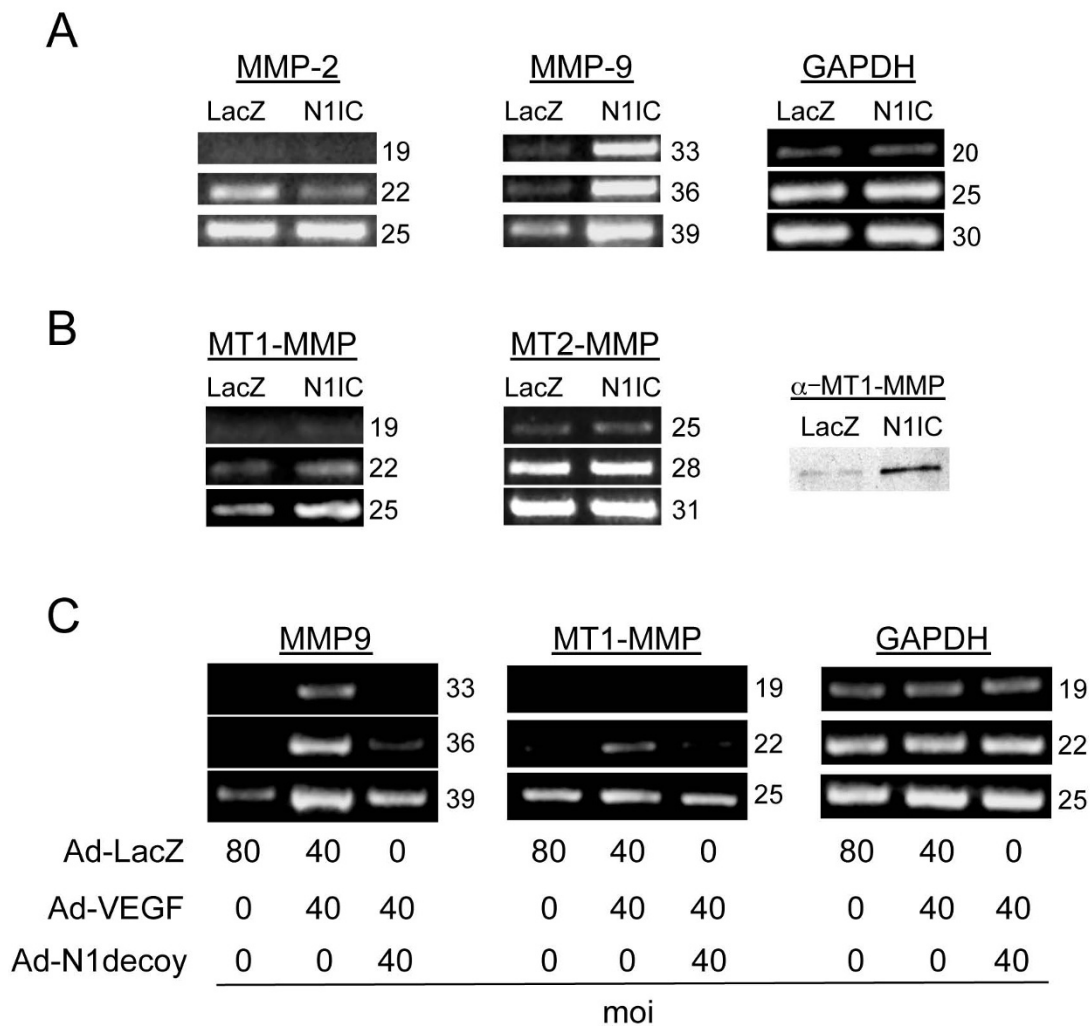 A
MMP-2 MMP-9 GAPDH
LacZ N1IC LacZ N1IC LacZ N1IC
19 33 20
22 36 25
25 39 30
B
MT1-MMP MT2-MMP α-MT1-MMP
LacZ N1IC LacZ N1IC LacZ N1IC
19 25
22 28
25 31
C
MMP9 MT1-MMP GAPDH
33 19 19
36 22 22
39 25 25
Ad-LacZ 80 40 0 80 40 0 80 40 0
Ad-VEGF 0 40 40 0 40 40 0 40 40
Ad-N1decoy 0 0 40 0 0 40 0 0 40
moi